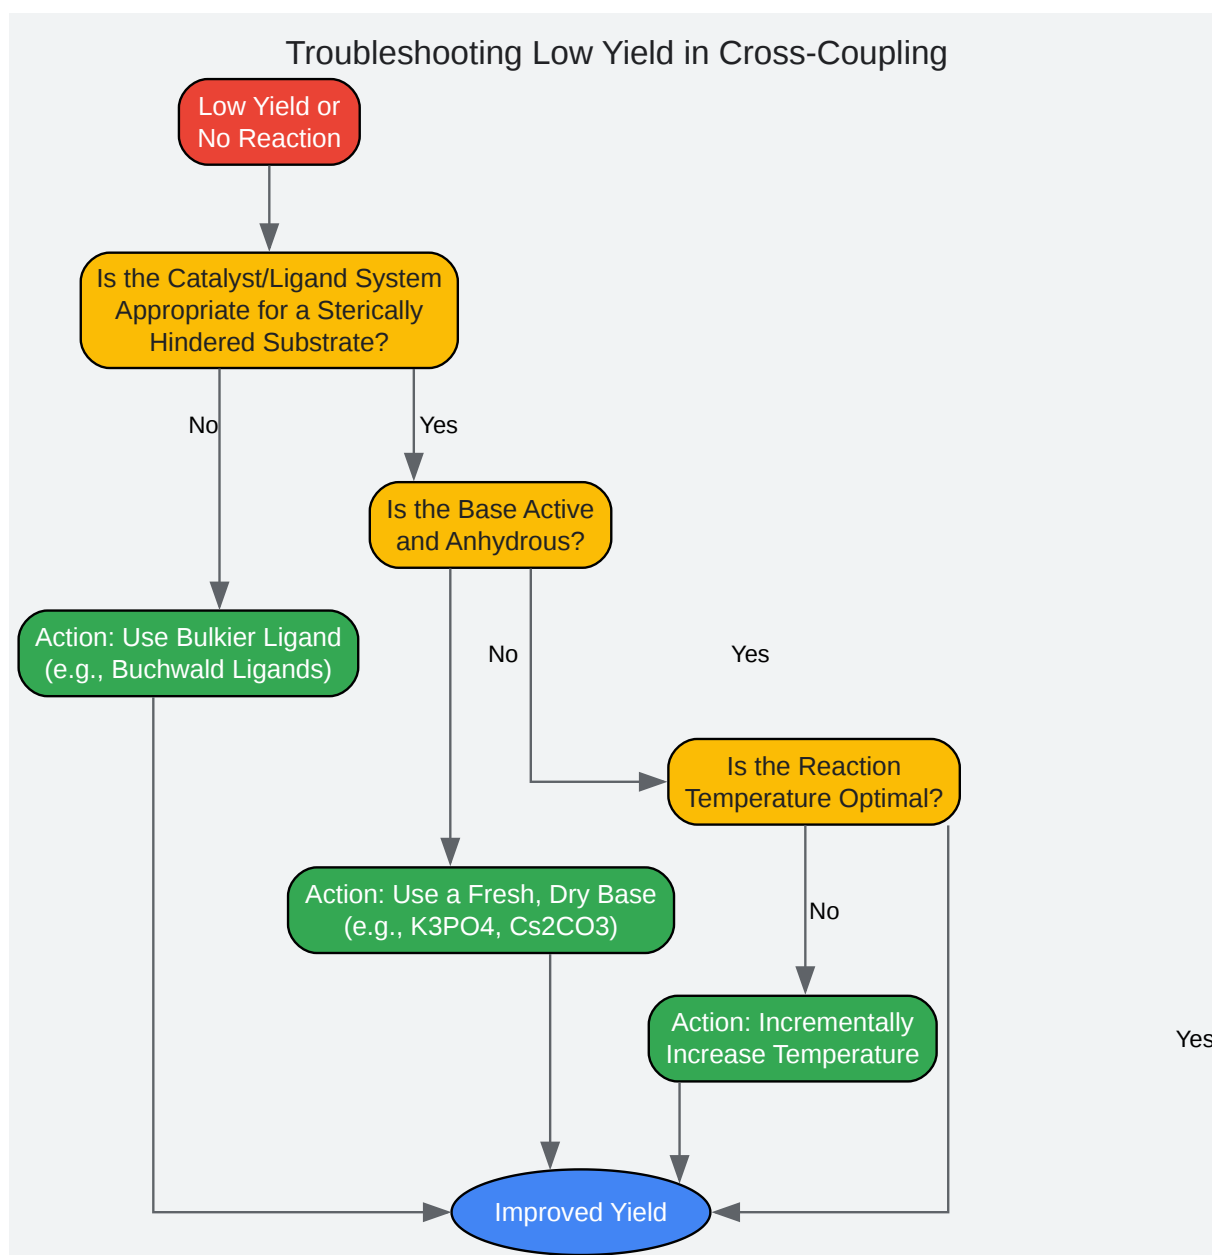 Troubleshooting Low Yield in Cross-Coupling
Low Yield or
No Reaction
Is the Catalyst/Ligand System
Appropriate for a Sterically
Hindered Substrate?
No
Yes
Is the Base Active
and Anhydrous?
Action: Use Bulkier Ligand
(e.g., Buchwald Ligands)
No
Yes
Is the Reaction
Temperature Optimal?
Action: Use a Fresh, Dry Base
(e.g., K3PO4, Cs2CO3)
No
Action: Incrementally
Increase Temperature
Yes
Improved Yield